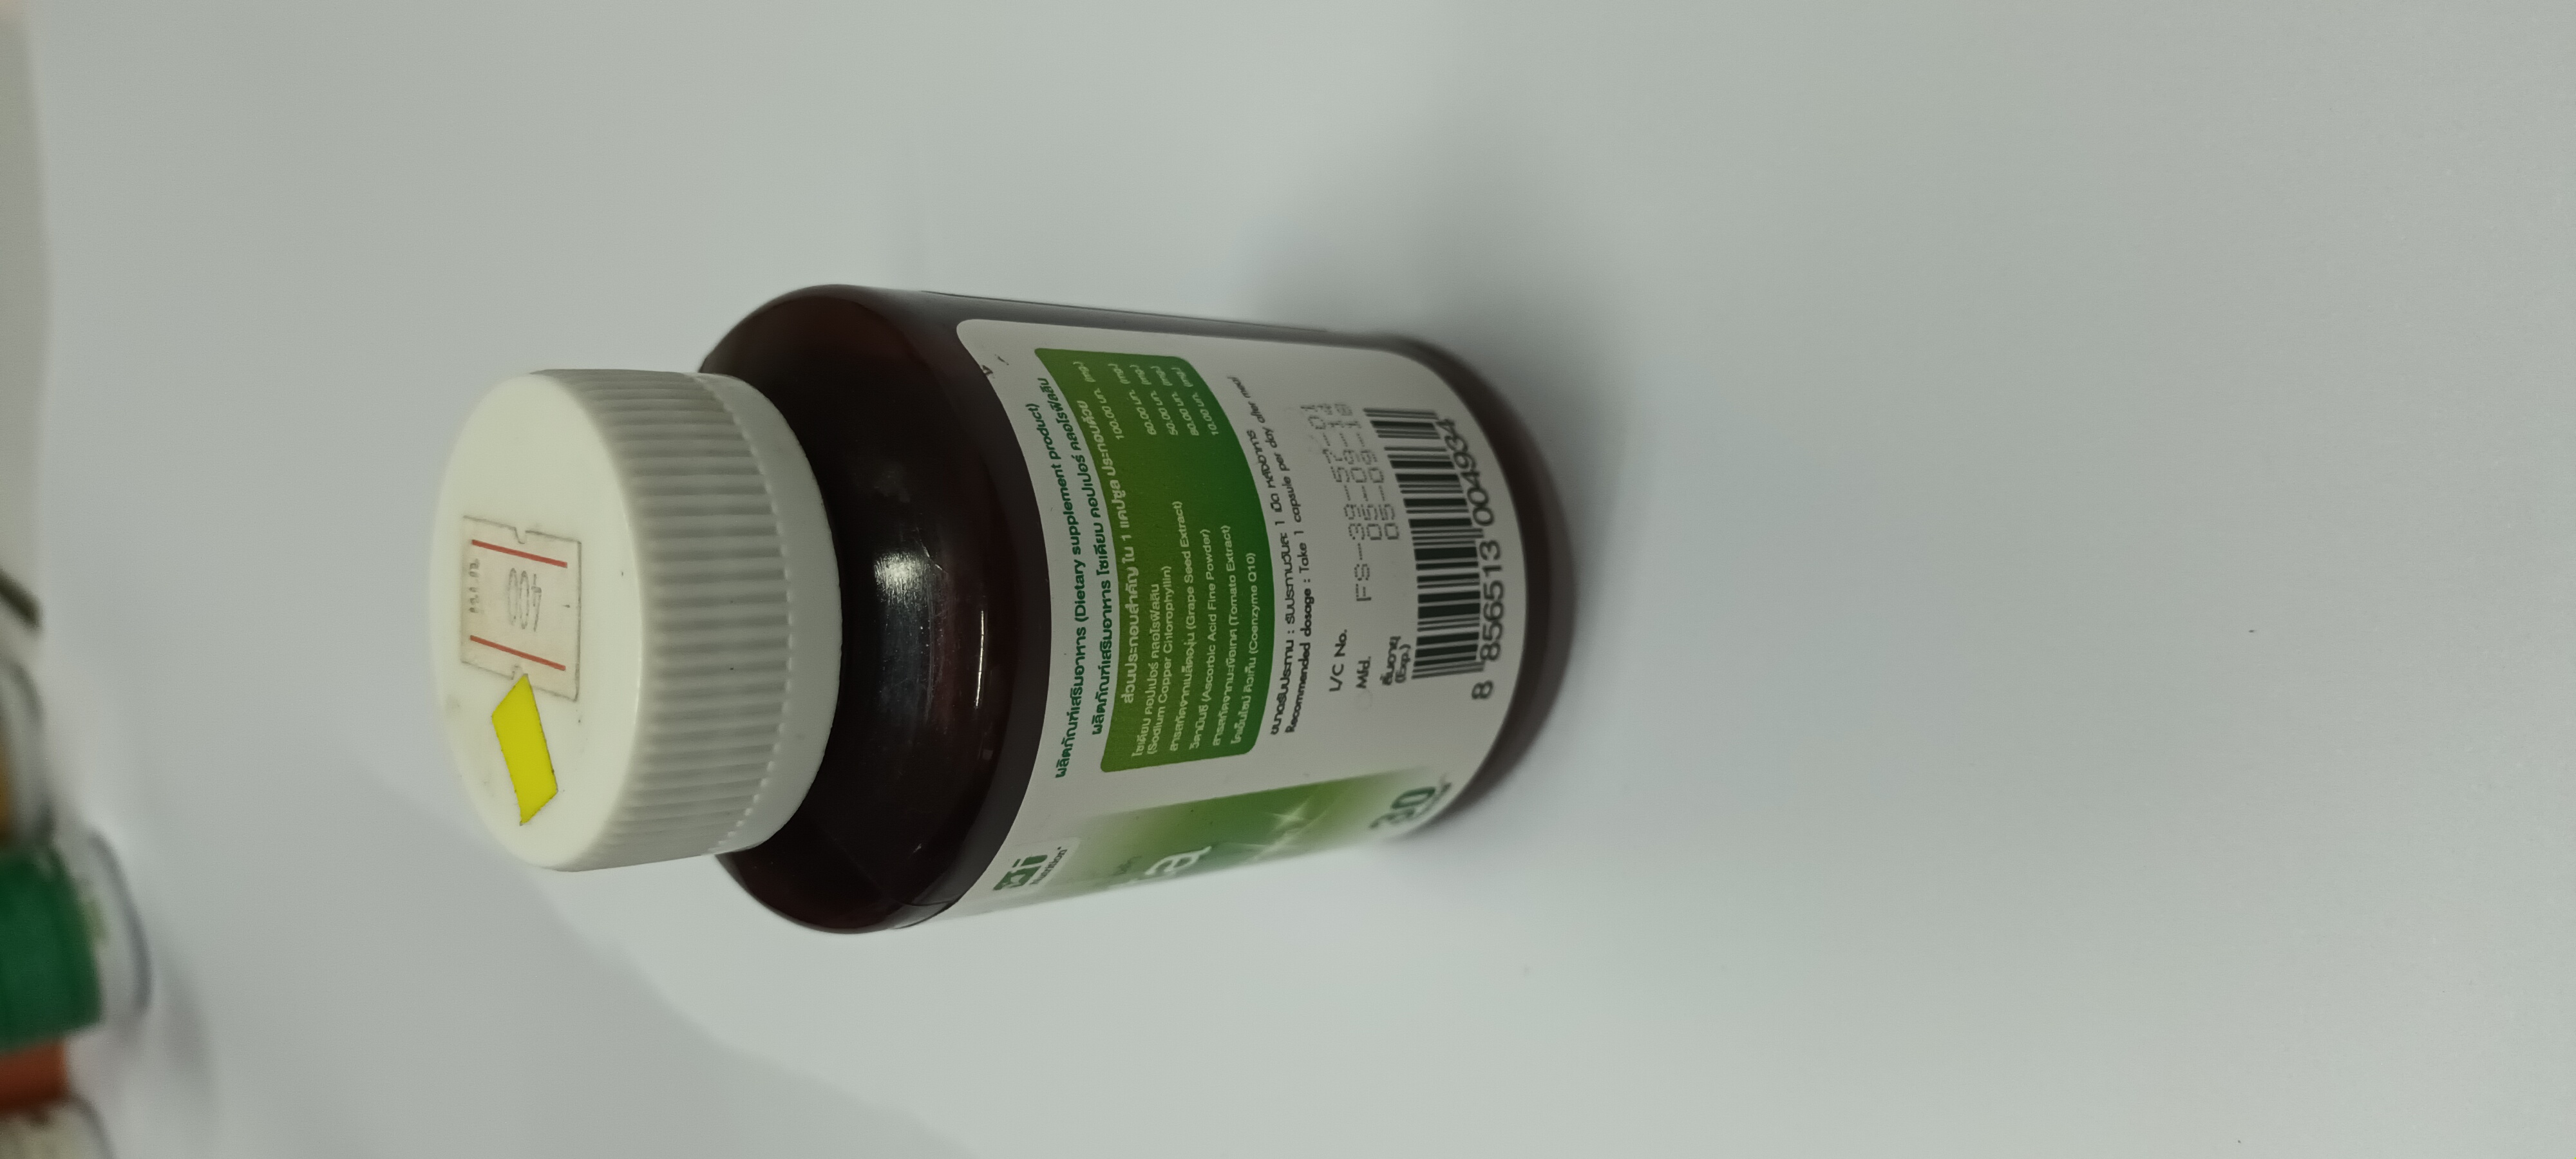 400
Nutrition
a
30
ผลิตภัณฑ์เสริมอาหาร (Dietary supplement product)
ผลิตภัณฑ์เสริมอาหาร โซเดียม คอปเปอร์ คลอโรฟิลลิน
ส่วนประกอบสำคัญ ใน 1 แคปซูล ประกอบด้วย
โซเดียม คอปเปอร์ คลอโรฟิลลิน
(Sodium Copper Chlorophyllin) 100.00 มก. (mg.)
สารสกัดจากเมล็ดองุ่น (Grape Seed Extract) 60.00 มก. (mg.)
วิตามินซี (Ascorbic Acid Fine Powder) 50.00 มก. (mg.)
สารสกัดจากมะเขือเทศ (Tomato Extract) 80.00 มก. (mg.)
โคเอ็นไซม์ คิวเท็น (Coenzyme Q10) 10.00 มก. (mg.)
ขนาดรับประทาน : รับประทานวันละ 1 เม็ด หลังอาหาร
Recommended dosage : Take 1 capsule per day after meal
L/C No. FS-39-57-03
Mfd. 05-09-16
สิ้นอายุ 05-09-18
(Exp.)
8 856513 004934